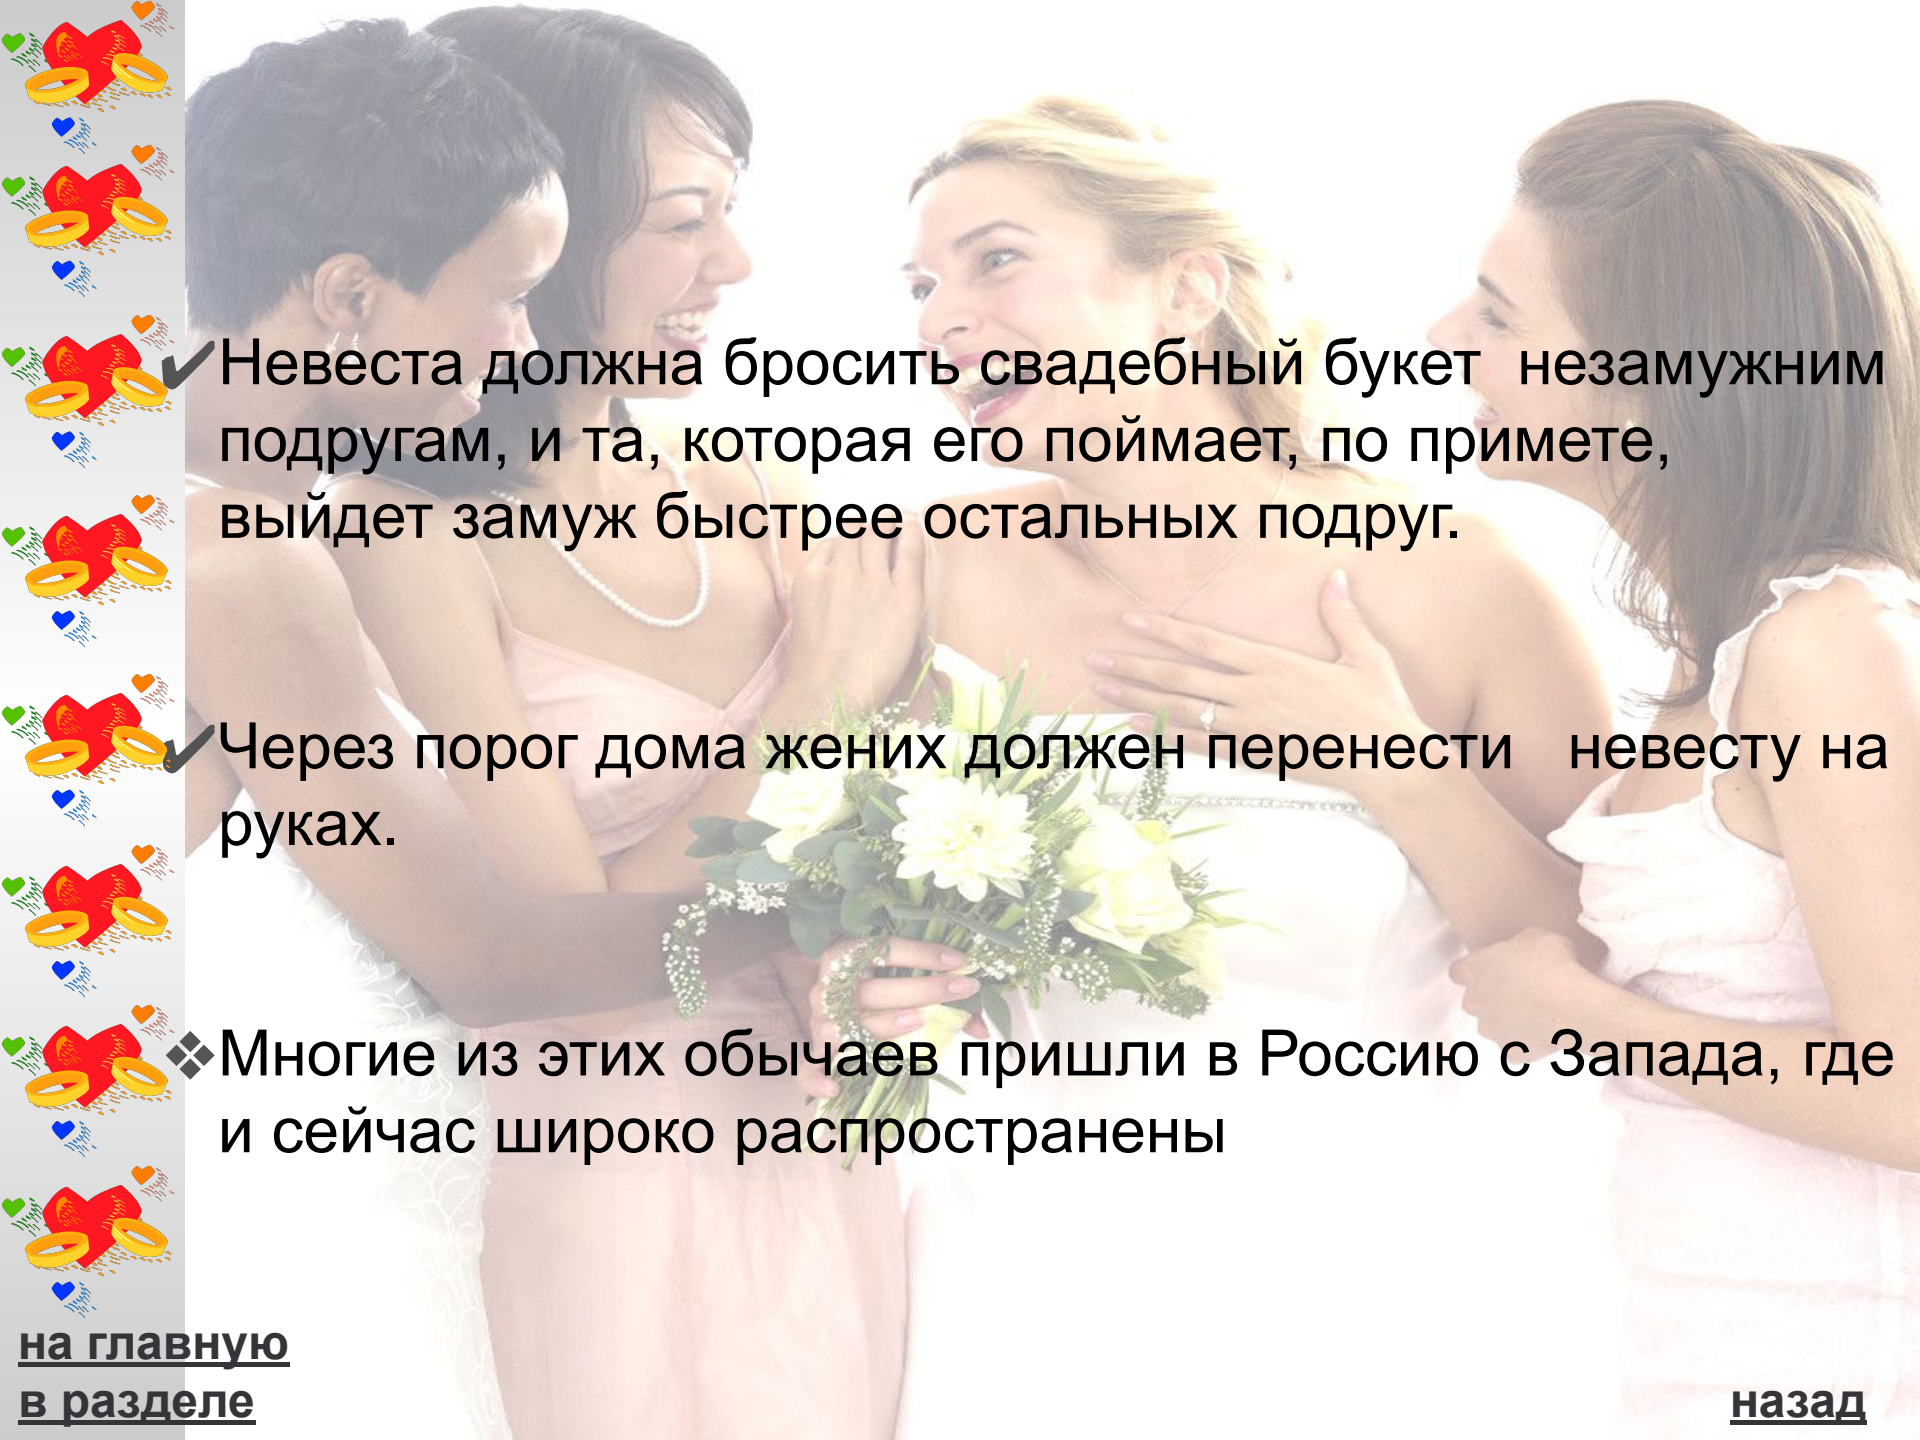 ✔Невеста должна бросить свадебный букет  незамужним
подругам, и та, которая его поймает, по примете,
выйдет замуж быстрее остальных подруг.
✔Через порог дома жених должен перенести   невесту на
руках.
❖Многие из этих обычаев пришли в Россию с Запада, где
и сейчас широко распространены
на главную
в разделе
назад